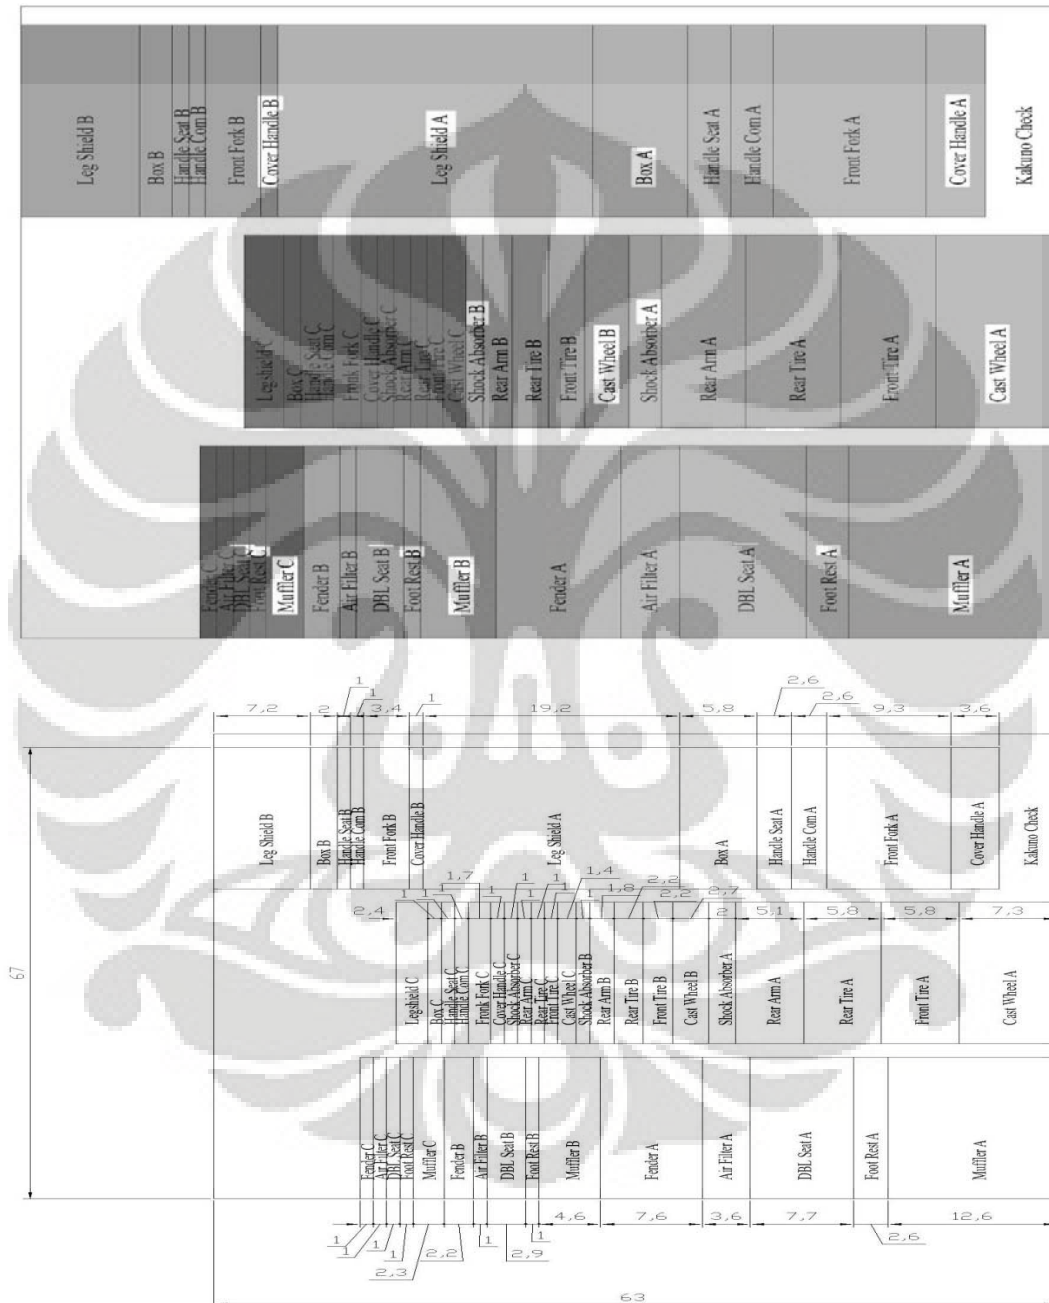 Leg Shield B
Box B
Handle Seat B
Handle Com B
Front Fork B
Cover Handle B
Leg Shield A
Box A
Handle Seat A
Handle Com A
Front Fork A
Cover Handle A
Kakuno Check
Legshield C
Box C
Handle Seat C
Handle Com C
Fronk Fork C
Cover Handle C
Shock Absorber C
Rear Arm C
Rear Tire C
Front Tire C
Cast Wheel C
Shock Absorber B
Rear Arm B
Rear Tire B
Front Tire B
Cast Wheel B
Shock Absorber A
Rear Arm A
Rear Tire A
Front Tire A
Cast Wheel A
Fender C
Air Filter C
DBL Seat C
Foot Rest C
Muffler C
Fender B
Air Filter B
DBL Seat B
Foot Rest B
Muffler B
Fender A
Air Filter A
DBL Seat A
Foot Rest A
Muffler A
7,2
2
1
1
3,4
1
19,2
5,8
2,6
2,6
9,3
3,6
67
Leg Shield B
Box B
Handle Seat B
Handle Com B
Front Fork B
Cover Handle B
Leg Shield A
Box A
Handle Seat A
Handle Com A
Front Fork A
Cover Handle A
Kakuno Check
2,4
1
1
1
1,7
1
1
1
1
1
1,4
1
1,8
2,2
2,2
2,7
2
5,1
5,8
5,8
7,3
Legshield C
Box C
Handle Seat C
Handle Com C
Fronk Fork C
Cover Handle C
Shock Absorber C
Rear Arm C
Rear Tire C
Front Tire C
Cast Wheel C
Shock Absorber B
Rear Arm B
Rear Tire B
Front Tire B
Cast Wheel B
Shock Absorber A
Rear Arm A
Rear Tire A
Front Tire A
Cast Wheel A
Fender C
Air Filter C
DBL Seat C
Foot Rest C
Muffler C
Fender B
Air Filter B
DBL Seat B
Foot Rest B
Muffler B
Fender A
Air Filter A
DBL Seat A
Foot Rest A
Muffler A
1
1
1
1
2,3
2,2
1
2,9
1
4,6
7,6
3,6
7,7
2,6
12,6
63